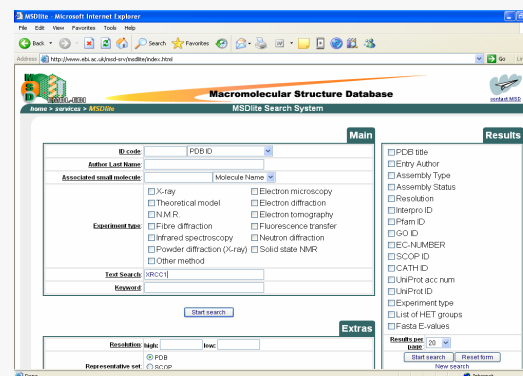 MSDlite - Microsoft Internet Explorer
File Edit View Favorites Tools Help
Back Search Favorites
Address http://www.ebi.ac.uk/msd-srv/msdlite/index.html Go
MSD
EMBL-EBI
Macromolecular Structure Database
contact MSD
home > services > MSDlite MSDlite Search System
Main
ID code: PDB ID
Author Last Name:
Associated small molecule: Molecule Name
Experiment type:
X-ray Electron microscopy
Theoretical model Electron diffraction
N.M.R. Electron tomography
Fibre diffraction Fluorescence transfer
Infrared spectroscopy Neutron diffraction
Powder diffraction (X-ray) Solid state NMR
Other method
Text Search: XRCC1
Keyword:
Start search
Extras
Resolution: high: low:
Representative set: PDB
SCOP
Results
PDB title
Entry Author
Assembly Type
Assembly Status
Resolution
Interpro ID
Pfam ID
GO ID
EC-NUMBER
SCOP ID
CATH ID
UniProt acc num
UniProt ID
Experiment type
List of HET groups
Fasta E-values
Results per page: 20
Start search Reset form
New search